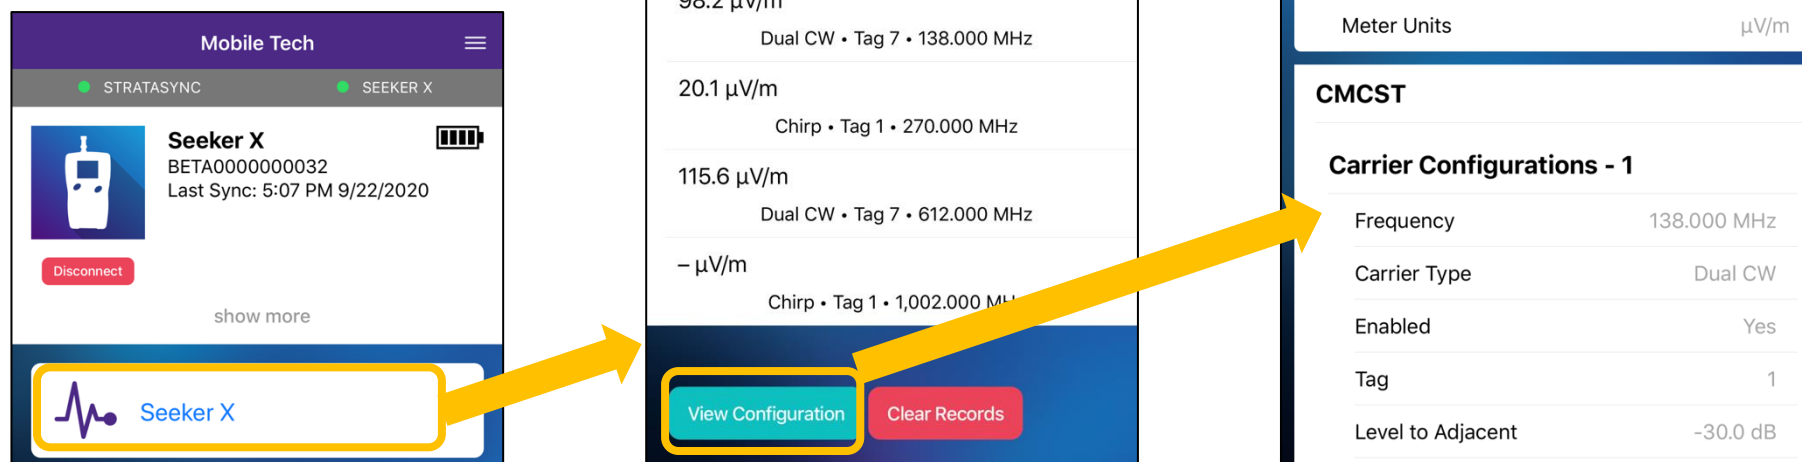 Mobile Tech
STRATASYNC
SEEKER X
Seeker X
BETA0000000032
Last Sync: 5:07 PM 9/22/2020
Disconnect
show more
Seeker X
98.2 µV/m
Dual CW • Tag 7 • 138.000 MHz
20.1 µV/m
Chirp • Tag 1 • 270.000 MHz
115.6 µV/m
Dual CW • Tag 7 • 612.000 MHz
– µV/m
Chirp • Tag 1 • 1,002.000 MHz
View Configuration
Clear Records
Meter Units µV/m
CMCST
Carrier Configurations - 1
Frequency 138.000 MHz
Carrier Type Dual CW
Enabled Yes
Tag 1
Level to Adjacent -30.0 dB